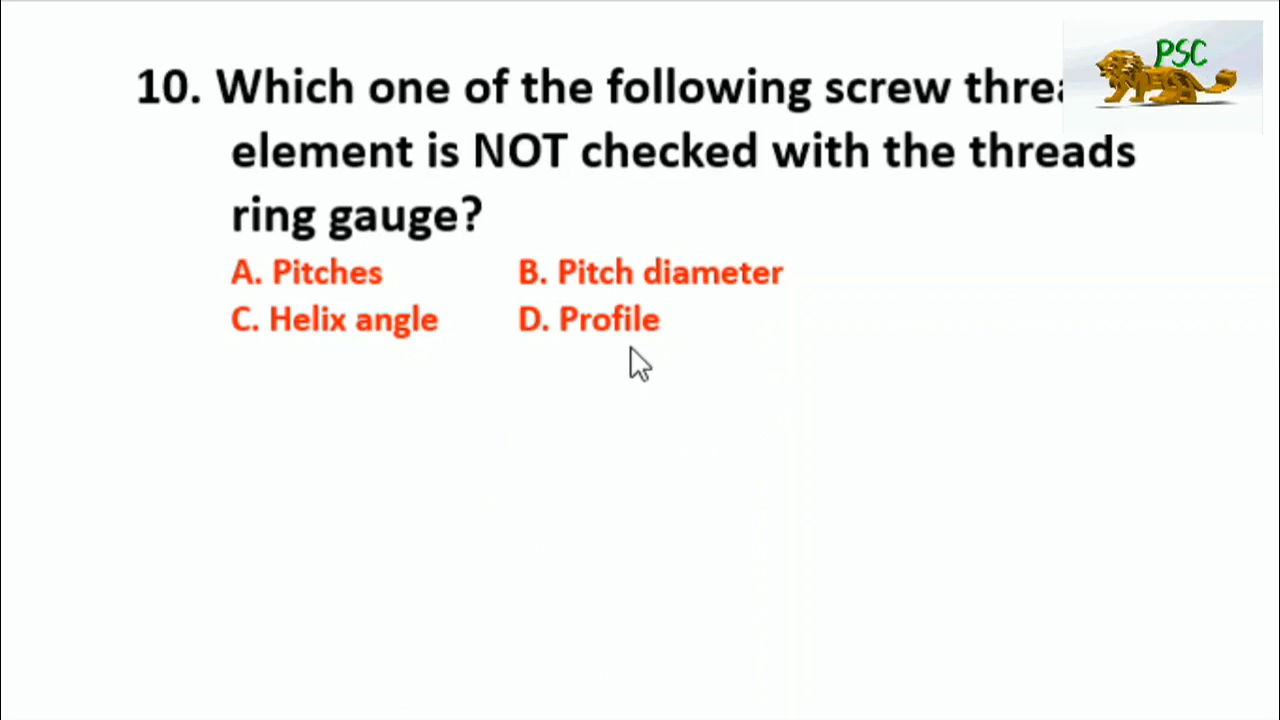 PSC
10. Which one of the following screw
element is NOT checked with the threads
ring gauge?
A. Pitches B. Pitch diameter
C. Helix angle D. Profile